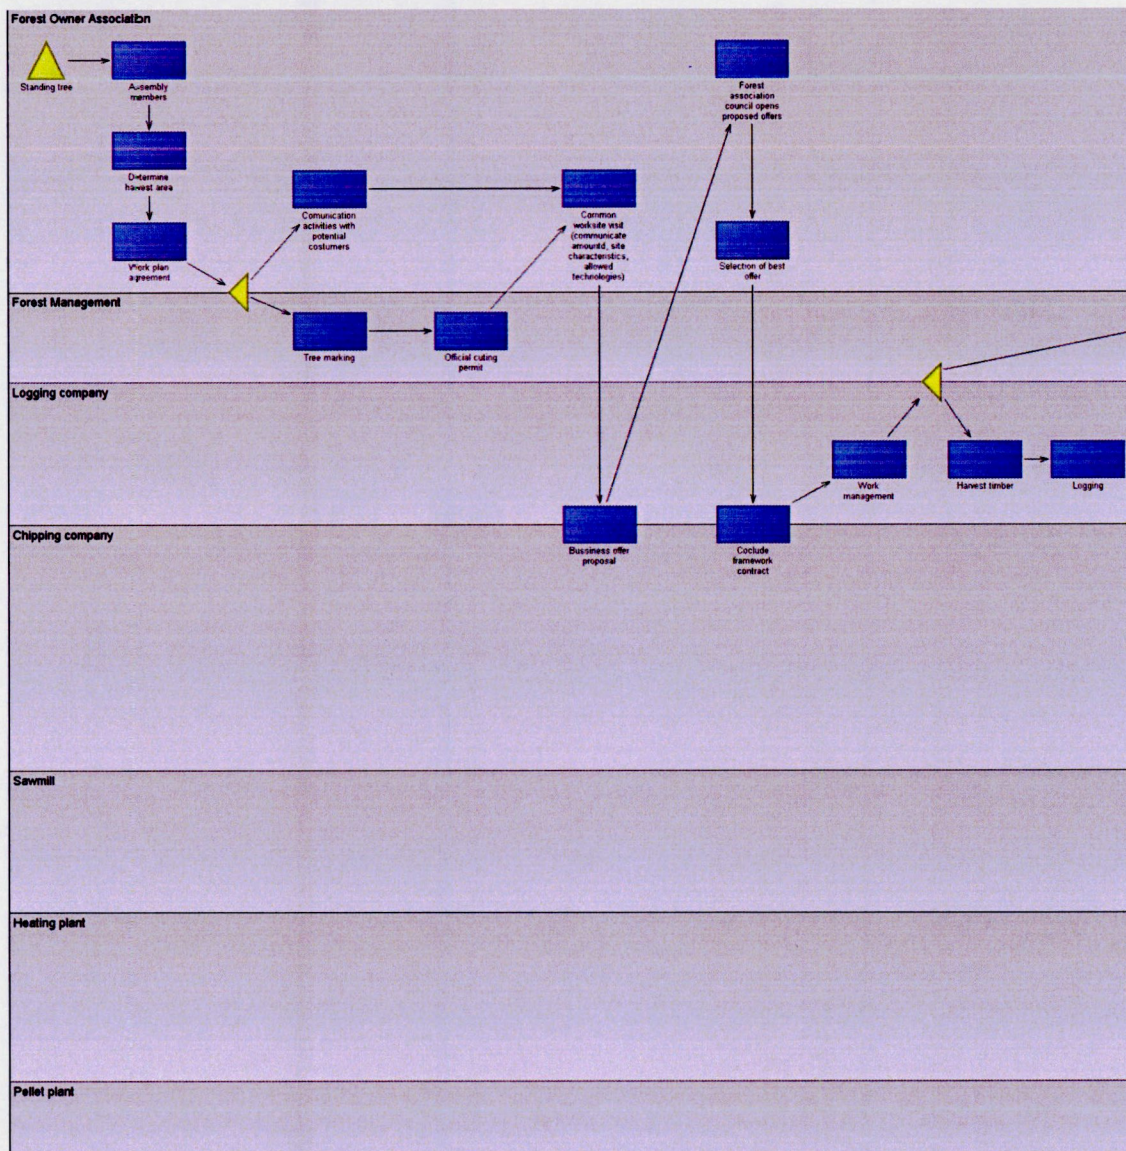 Forest Owner Association
Standing tree
Assembly
members
Determine
harvest area
Work plan
agreement
Comunication
activities with
potential
costumers
Common
worksite visit
(communicate
amountd, site
characteristics,
allowed
technologies)
Forest
association
council opens
proposed offers
Selection of best
offer
Forest Management
Tree marking
Official cuting
permit
Logging company
Work
management
Harvest timber
Logging
Chipping company
Bussiness offer
proposal
Coclude
framework
contract
Sawmill
Heating plant
Pellet plant